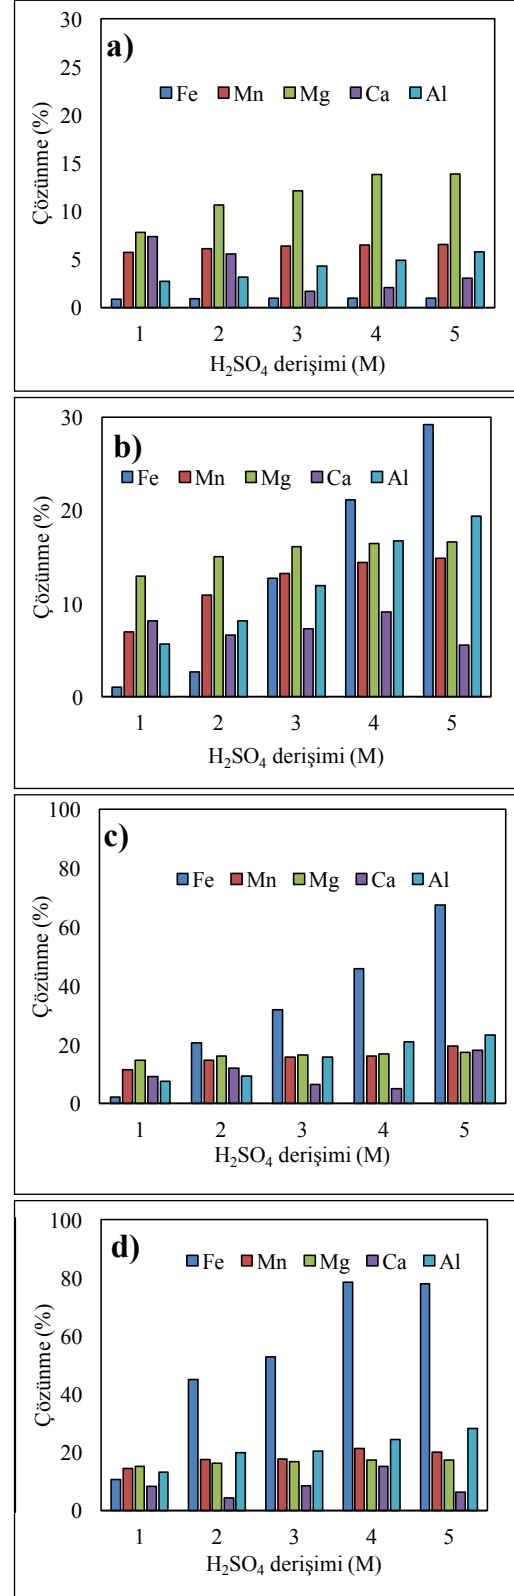 a)
Fe Mn Mg Ca Al
30
25
20
15
10
5
0
Çözünme (%)
1 2 3 4 5
H₂SO₄ derişimi (M)
b)
Fe Mn Mg Ca Al
30
20
10
0
Çözünme (%)
1 2 3 4 5
H₂SO₄ derişimi (M)
c)
Fe Mn Mg Ca Al
100
80
60
40
20
0
Çözünme (%)
1 2 3 4 5
H₂SO₄ derişimi (M)
d)
Fe Mn Mg Ca Al
100
80
60
40
20
0
Çözünme (%)
1 2 3 4 5
H₂SO₄ derişimi (M)